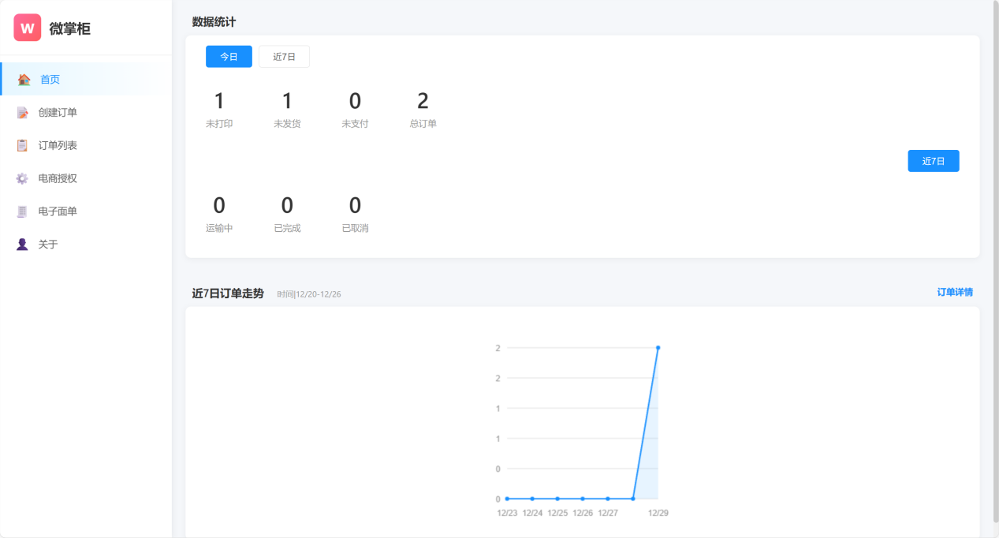 W 微掌柜
首页
创建订单
订单列表
电商授权
电子面单
关于
数据统计
今日 近7日
1 1 0 2
未打印 未发货 未支付 总订单
近7日
0 0 0
运输中 已完成 已取消
近7日订单走势 时间|12/20-12/26 订单详情
2
2
1
1
0
0
12/23 12/24 12/25 12/26 12/27 12/29